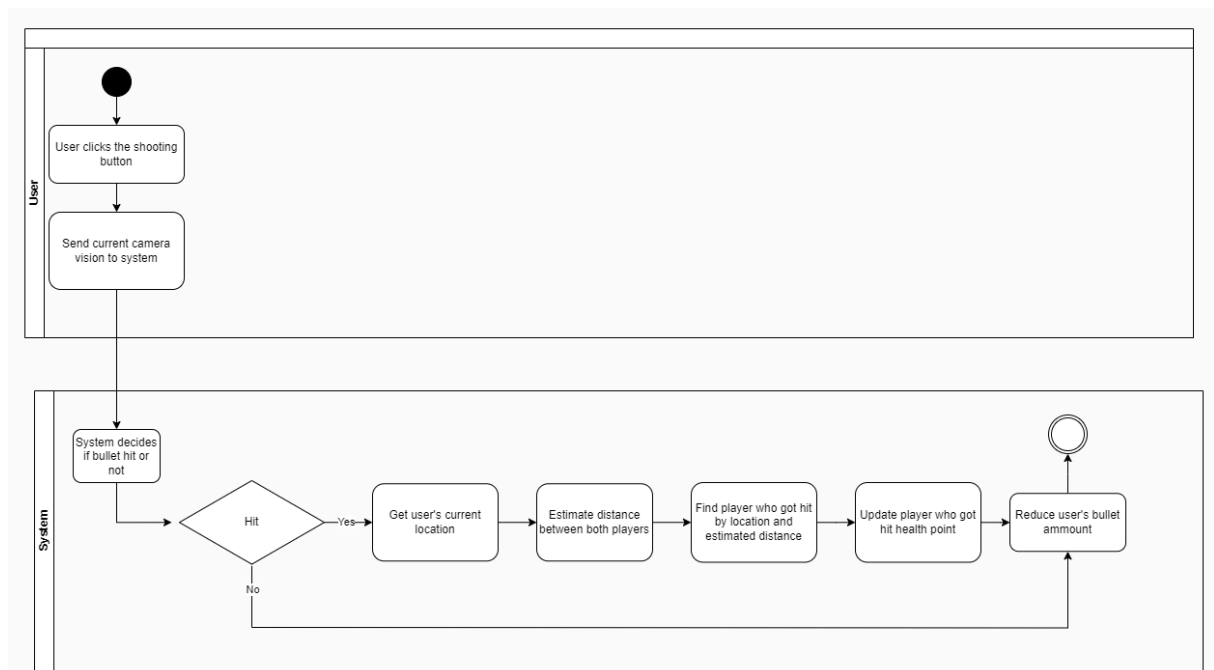 User
User clicks the shooting
button
Send current camera
vision to system
System
System decides
if bullet hit or
not
Hit
Yes
Get user's current
location
Estimate distance
between both players
Find player who got hit
by location and
estimated distance
Update player who got
hit health point
Reduce user's bullet
ammount
No